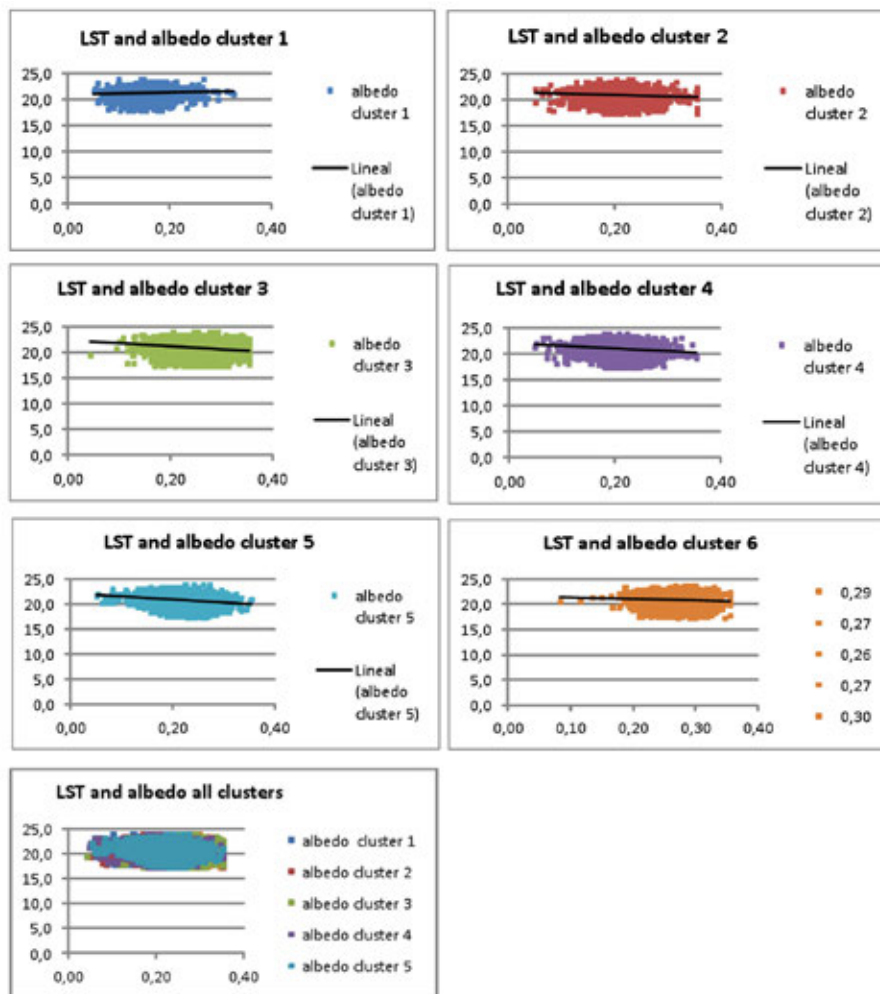 LST and albedo cluster 1
25,0
20,0
15,0
10,0
5,0
0,0
0,00
0,20
0,40
albedo
cluster 1
Lineal
(albedo
cluster 1)
LST and albedo cluster 2
25,0
20,0
15,0
10,0
5,0
0,0
0,00
0,20
0,40
albedo
cluster 2
Lineal
(albedo
cluster 2)
LST and albedo cluster 3
25,0
20,0
15,0
10,0
5,0
0,0
0,00
0,20
0,40
albedo
cluster 3
Lineal
(albedo
cluster 3)
LST and albedo cluster 4
25,0
20,0
15,0
10,0
5,0
0,0
0,00
0,20
0,40
albedo
cluster 4
Lineal
(albedo
cluster 4)
LST and albedo cluster 5
25,0
20,0
15,0
10,0
5,0
0,0
0,00
0,20
0,40
albedo
cluster 5
Lineal
(albedo
cluster 5)
LST and albedo cluster 6
25,0
20,0
15,0
10,0
5,0
0,0
0,00
0,10
0,20
0,30
0,40
0,29
0,27
0,26
0,27
0,30
LST and albedo all clusters
25,0
20,0
15,0
10,0
5,0
0,0
0,00
0,20
0,40
albedo cluster 1
albedo cluster 2
albedo cluster 3
albedo cluster 4
albedo cluster 5